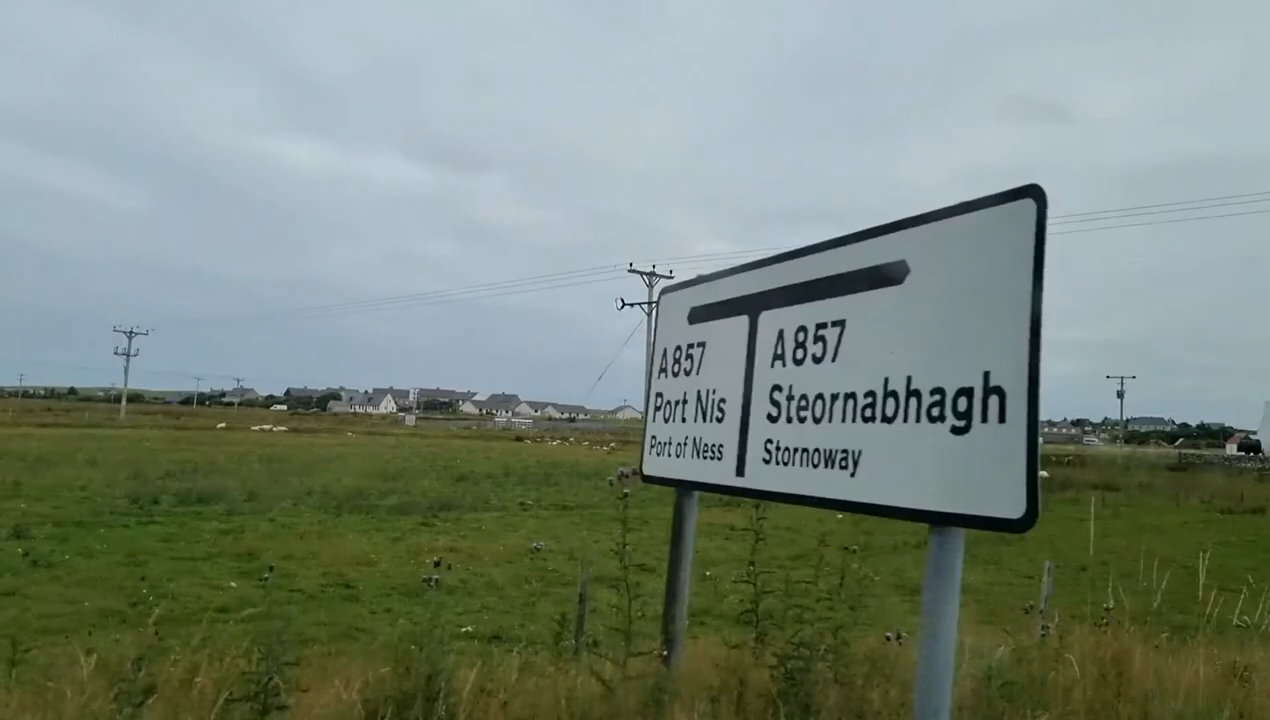 A857
Port Nis
Port of Ness
A857
Steornabhagh
Stornoway